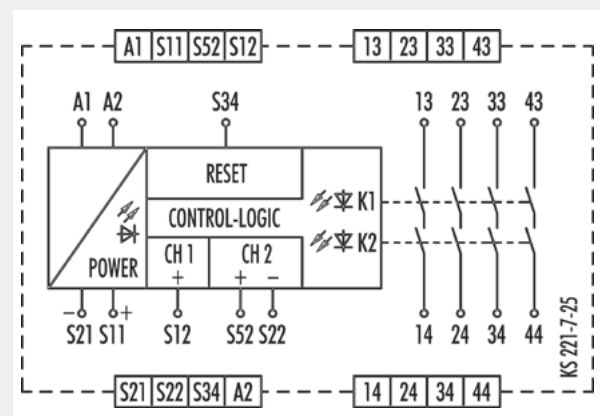 A1 S11 S52 S12 13 23 33 43
A1 A2 S34 13 23 33 43
RESET
CONTROL-LOGIC K1
POWER CH 1 CH 2 K2
+ + −
− +
S21 S11 S12 S52 S22 14 24 34 44
KS 221-7-25
S21 S22 S34 A2 14 24 34 44